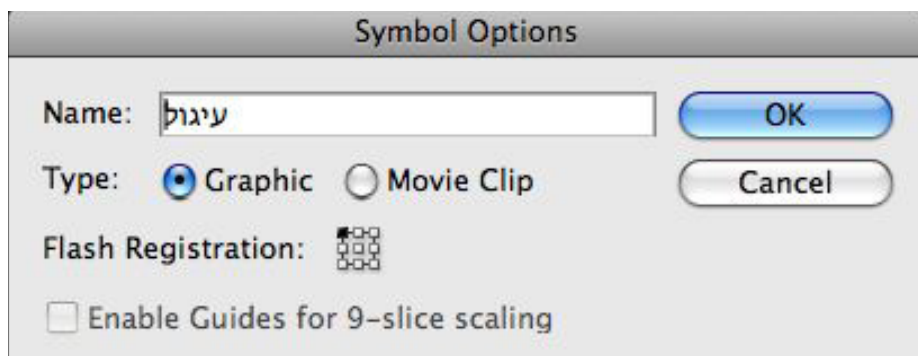 Symbol Options
Name: עיגול OK
Type: Graphic Movie Clip Cancel
Flash Registration:
Enable Guides for 9-slice scaling